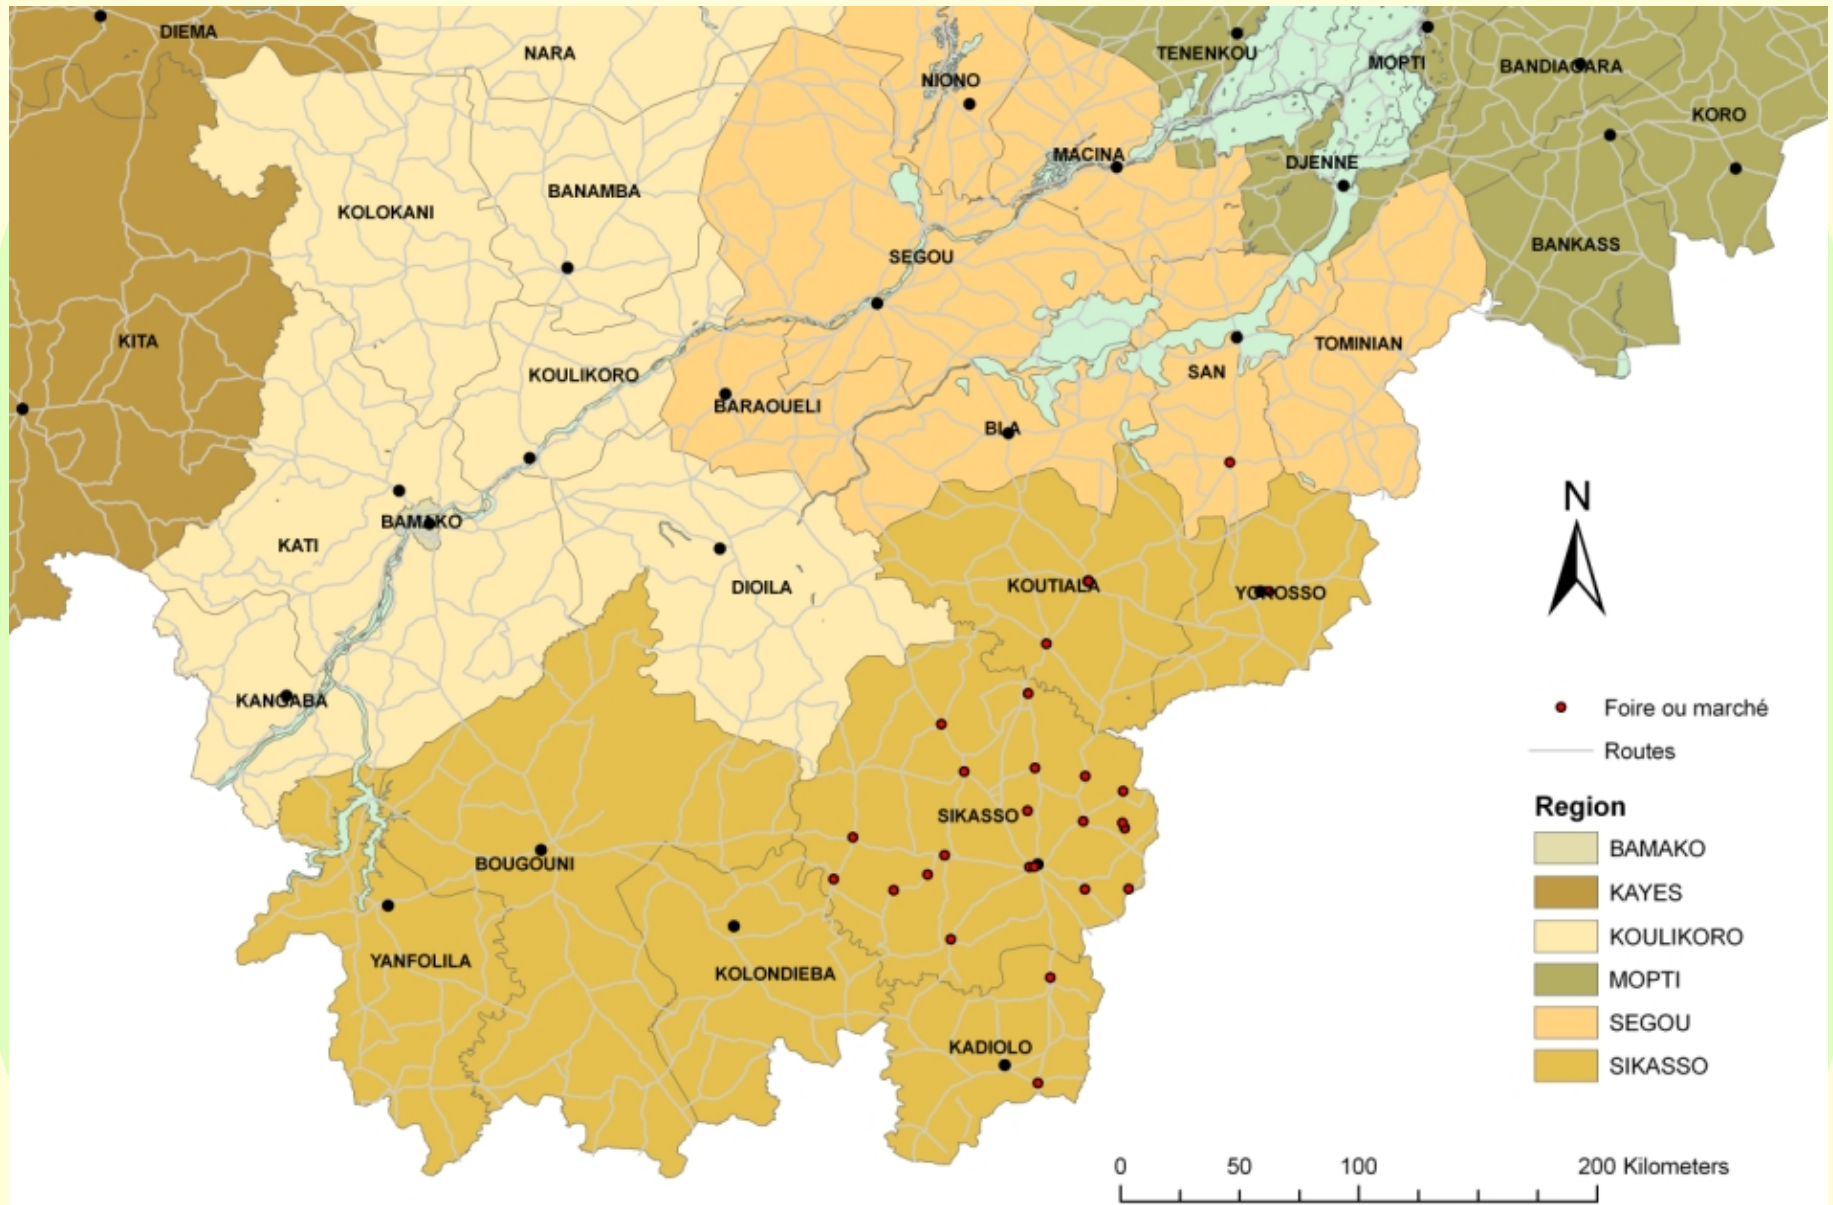 DIEMA
NARA
NIONO
TENENKOU
MOPTI
BANDIAGARA
KORO
MACINA
DJENNE
BANAMBA
KOLOKANI
SEGOU
BANKASS
KITA
KOULIKORO
TOMINIAN
SAN
BARAOUELI
BLA
BAMAKO
KATI
DIOILA
KOUTIALA
YOROSSO
KANGABA
SIKASSO
BOUGOUNI
YANFOLILA
KOLONDIEBA
KADIOLO
N
Foire ou marché
Routes
Region
BAMAKO
KAYES
KOULIKORO
MOPTI
SEGOU
SIKASSO
0 50 100 200 Kilometers